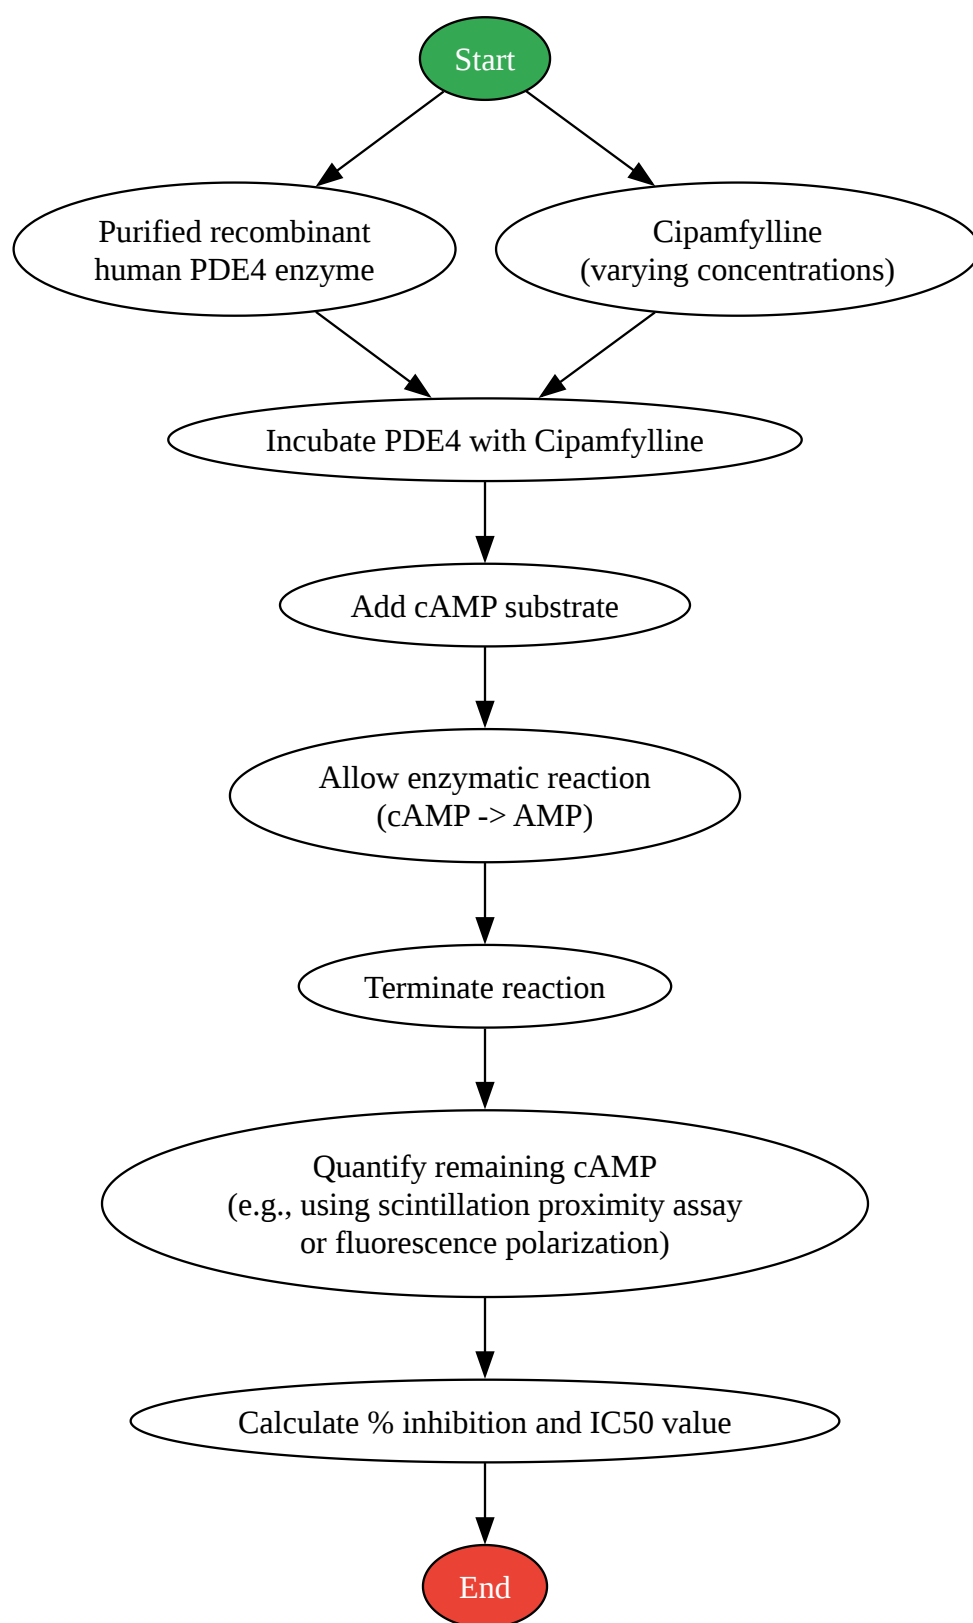 Start
Purified recombinant
human PDE4 enzyme
Cipamfylline
(varying concentrations)
Incubate PDE4 with Cipamfylline
Add cAMP substrate
Allow enzymatic reaction
(cAMP -> AMP)
Terminate reaction
Quantify remaining cAMP
(e.g., using scintillation proximity assay
or fluorescence polarization)
Calculate % inhibition and IC50 value
End